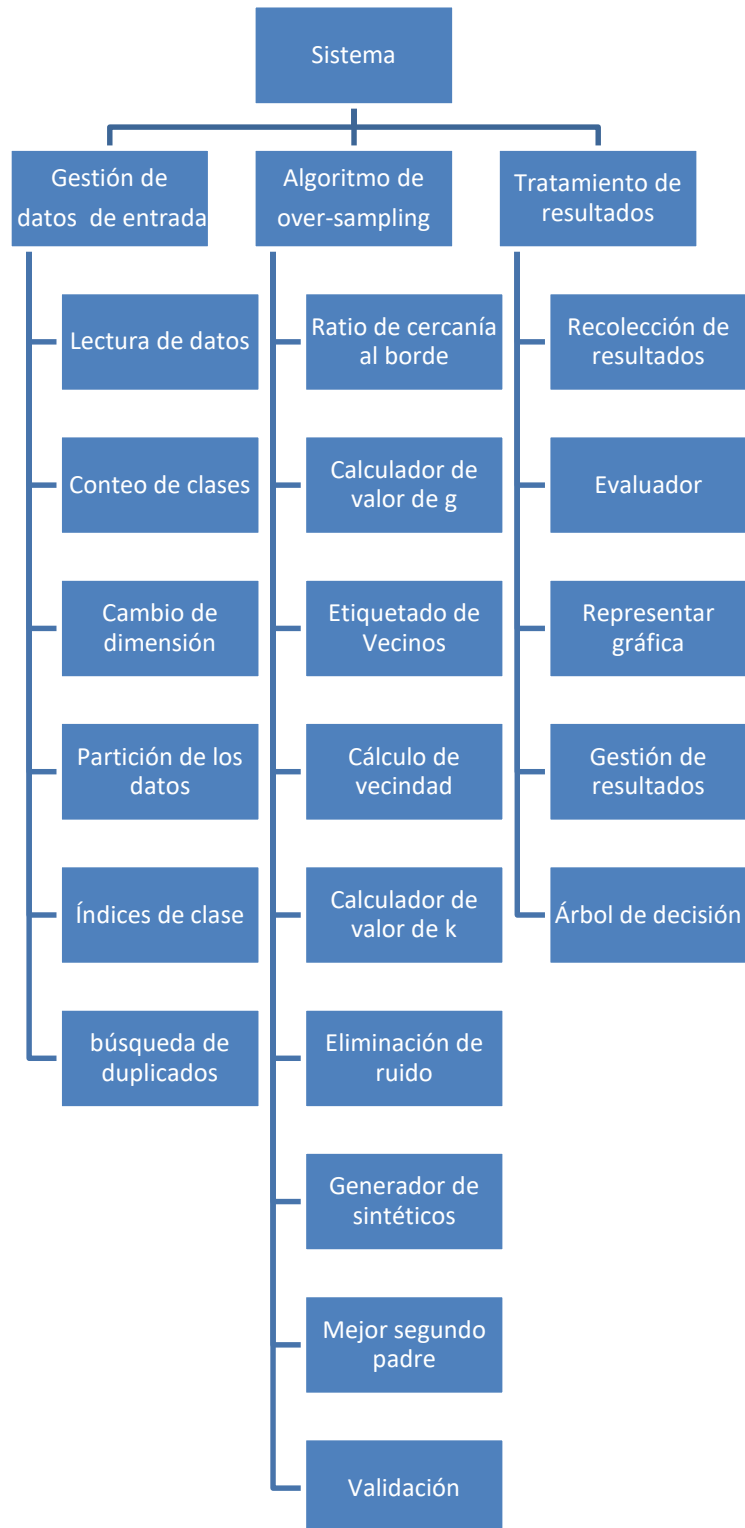 Sistema
Gestión de
datos de entrada
Lectura de datos
Conteo de clases
Cambio de
dimensión
Partición de los
datos
Índices de clase
búsqueda de
duplicados
Algoritmo de
over-sampling
Ratio de cercanía
al borde
Calculador de
valor de g
Etiquetado de
Vecinos
Cálculo de
vecindad
Calculador de
valor de k
Eliminación de
ruido
Generador de
sintéticos
Mejor segundo
padre
Validación
Tratamiento de
resultados
Recolección de
resultados
Evaluador
Representar
gráfica
Gestión de
resultados
Árbol de decisión